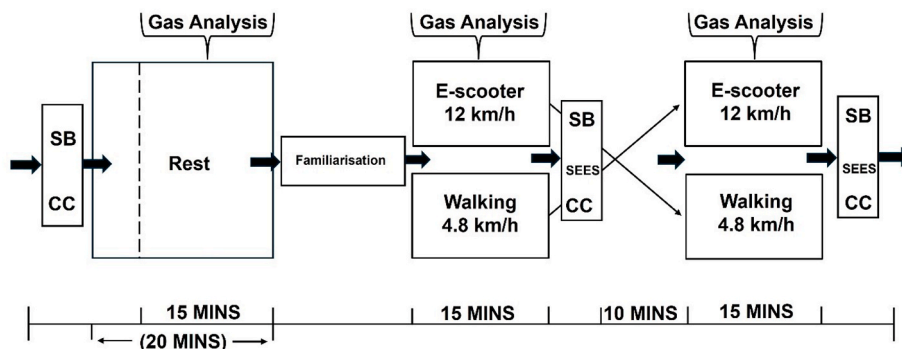 Gas Analysis
Gas Analysis
Gas Analysis
SB
CC
Rest
Familiarisation
E-scooter
12 km/h
Walking
4.8 km/h
SB
SEES
CC
E-scooter
12 km/h
Walking
4.8 km/h
SB
SEES
CC
15 MINS
(20 MINS)
15 MINS
10 MINS
15 MINS